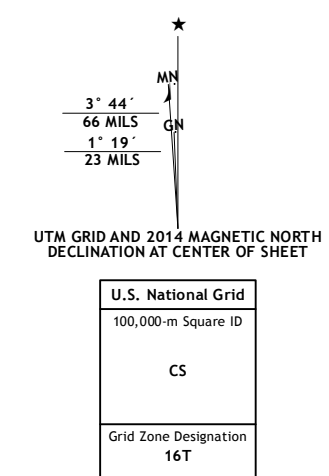 ★
MN
3° 44´
66 MILS
GN
1° 19´
23 MILS
UTM GRID AND 2014 MAGNETIC NORTH
DECLINATION AT CENTER OF SHEET
U.S. National Grid
100,000-m Square ID
CS
Grid Zone Designation
16T